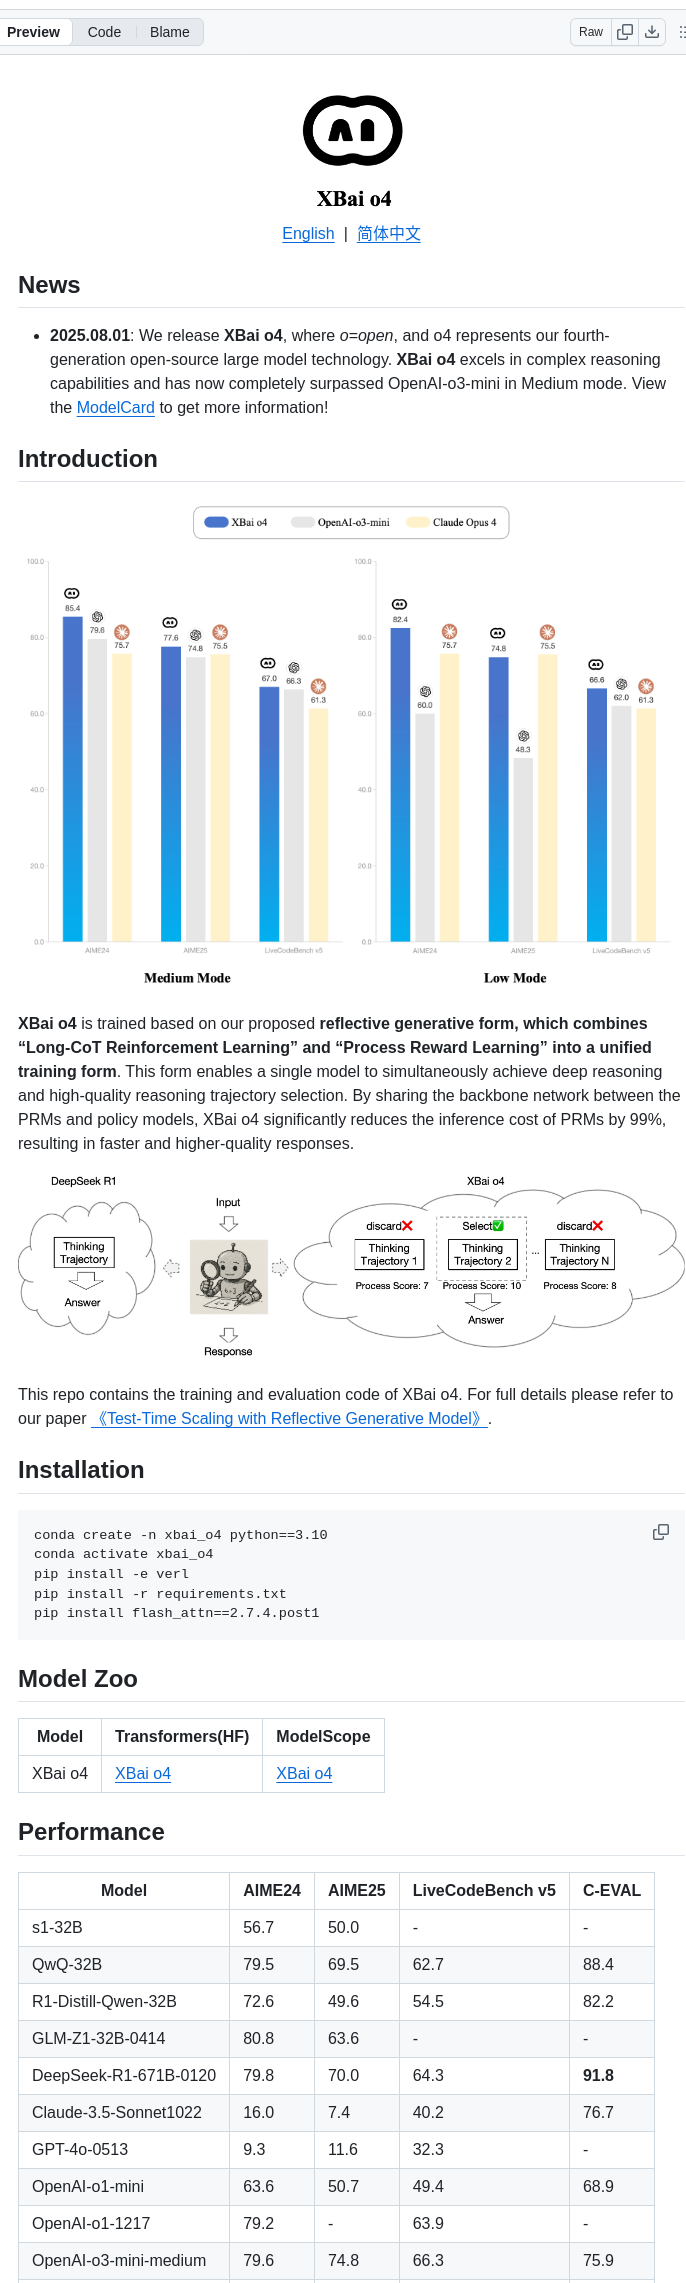 Preview Code Blame Raw
AI
XBai o4
English | 简体中文
News
2025.08.01: We release XBai o4, where o=open, and o4 represents our fourth-
generation open-source large model technology. XBai o4 excels in complex reasoning
capabilities and has now completely surpassed OpenAI-o3-mini in Medium mode. View
the ModelCard to get more information!
Introduction
XBai o4 OpenAI-o3-mini Claude Opus 4
100.0
80.0
60.0
40.0
20.0
0.0
85.4
79.6
75.7
77.6
74.8
75.5
67.0
66.3
61.3
AIME24 AIME25 LiveCodeBench v5
Medium Mode
100.0
80.0
60.0
40.0
20.0
0.0
82.4
60.0
75.7
74.8
48.3
75.5
66.6
62.0
61.3
AIME24 AIME25 LiveCodeBench v5
Low Mode
XBai o4 is trained based on our proposed reflective generative form, which combines
“Long-CoT Reinforcement Learning” and “Process Reward Learning” into a unified
training form. This form enables a single model to simultaneously achieve deep reasoning
and high-quality reasoning trajectory selection. By sharing the backbone network between the
PRMs and policy models, XBai o4 significantly reduces the inference cost of PRMs by 99%,
resulting in faster and higher-quality responses.
DeepSeek R1
Thinking
Trajectory
Answer
Input
Response
XBai o4
discard❌ Select✅ discard❌
Thinking
Trajectory 1
Thinking
Trajectory 2
...
Thinking
Trajectory N
Process Score: 7 Process Score: 10 Process Score: 8
Answer
This repo contains the training and evaluation code of XBai o4. For full details please refer to
our paper 《Test-Time Scaling with Reflective Generative Model》.
Installation
conda create -n xbai_o4 python==3.10
conda activate xbai_o4
pip install -e verl
pip install -r requirements.txt
pip install flash_attn==2.7.4.post1
Model Zoo
Model Transformers(HF) ModelScope
XBai o4 XBai o4 XBai o4
Performance
Model AIME24 AIME25 LiveCodeBench v5 C-EVAL
s1-32B 56.7 50.0 - -
QwQ-32B 79.5 69.5 62.7 88.4
R1-Distill-Qwen-32B 72.6 49.6 54.5 82.2
GLM-Z1-32B-0414 80.8 63.6 - -
DeepSeek-R1-671B-0120 79.8 70.0 64.3 91.8
Claude-3.5-Sonnet1022 16.0 7.4 40.2 76.7
GPT-4o-0513 9.3 11.6 32.3 -
OpenAI-o1-mini 63.6 50.7 49.4 68.9
OpenAI-o1-1217 79.2 - 63.9 -
OpenAI-o3-mini-medium 79.6 74.8 66.3 75.9